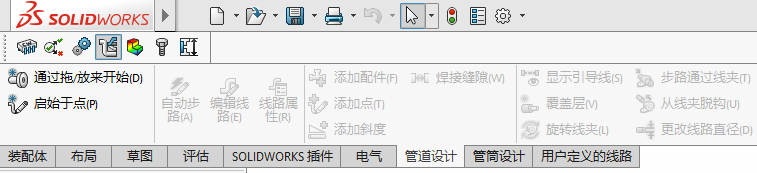 SOLIDWORKS
通过拖/放来开始(D)
启始于点(P)
自动步路(A)
编辑线路(E)
线路属性(R)
添加配件(F)
添加点(T)
添加斜度
焊接缝隙(W)
显示引导线(S)
覆盖层(V)
旋转线夹(L)
步路通过线夹(T)
从线夹脱钩(U)
更改线路直径(D)
装配体 布局 草图 评估 SOLIDWORKS 插件 电气 管道设计 管筒设计 用户定义的线路